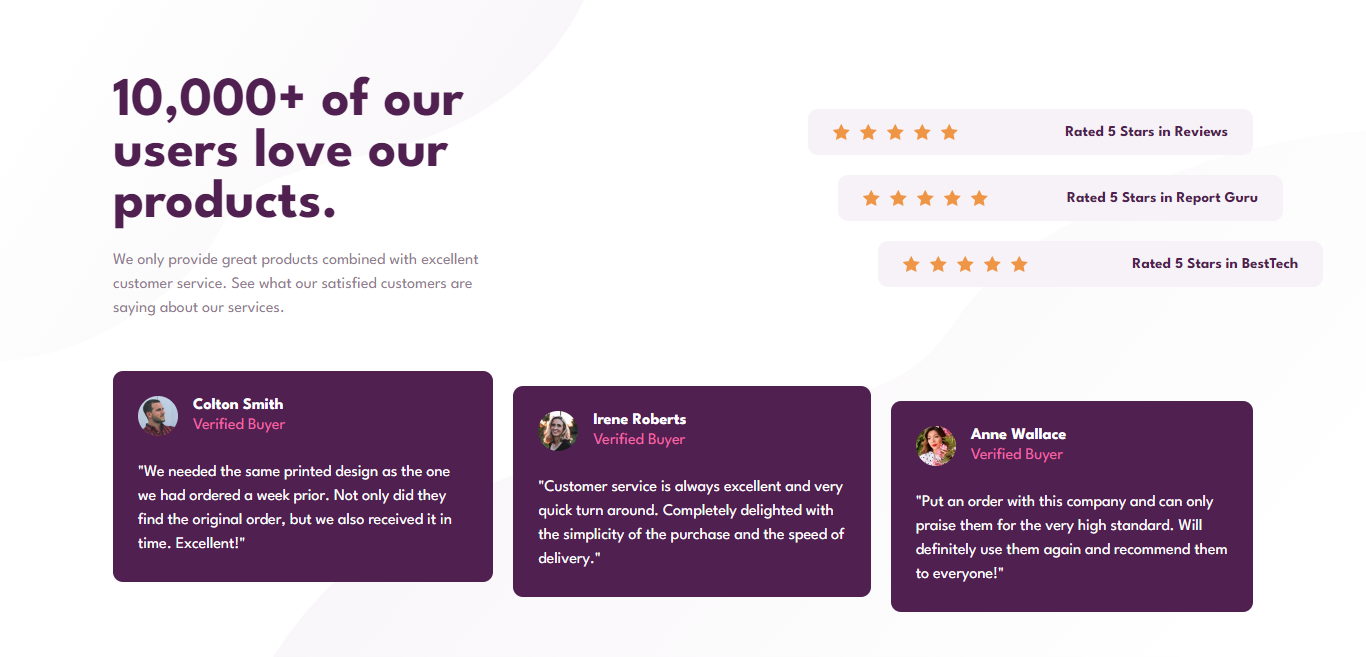 10,000+ of our
users love our
products.
We only provide great products combined with excellent
customer service. See what our satisfied customers are
saying about our services.
Rated 5 Stars in Reviews
Rated 5 Stars in Report Guru
Rated 5 Stars in BestTech
Colton Smith
Verified Buyer
"We needed the same printed design as the one
we had ordered a week prior. Not only did they
find the original order, but we also received it in
time. Excellent!"
Irene Roberts
Verified Buyer
"Customer service is always excellent and very
quick turn around. Completely delighted with
the simplicity of the purchase and the speed of
delivery."
Anne Wallace
Verified Buyer
"Put an order with this company and can only
praise them for the very high standard. Will
definitely use them again and recommend them
to everyone!"